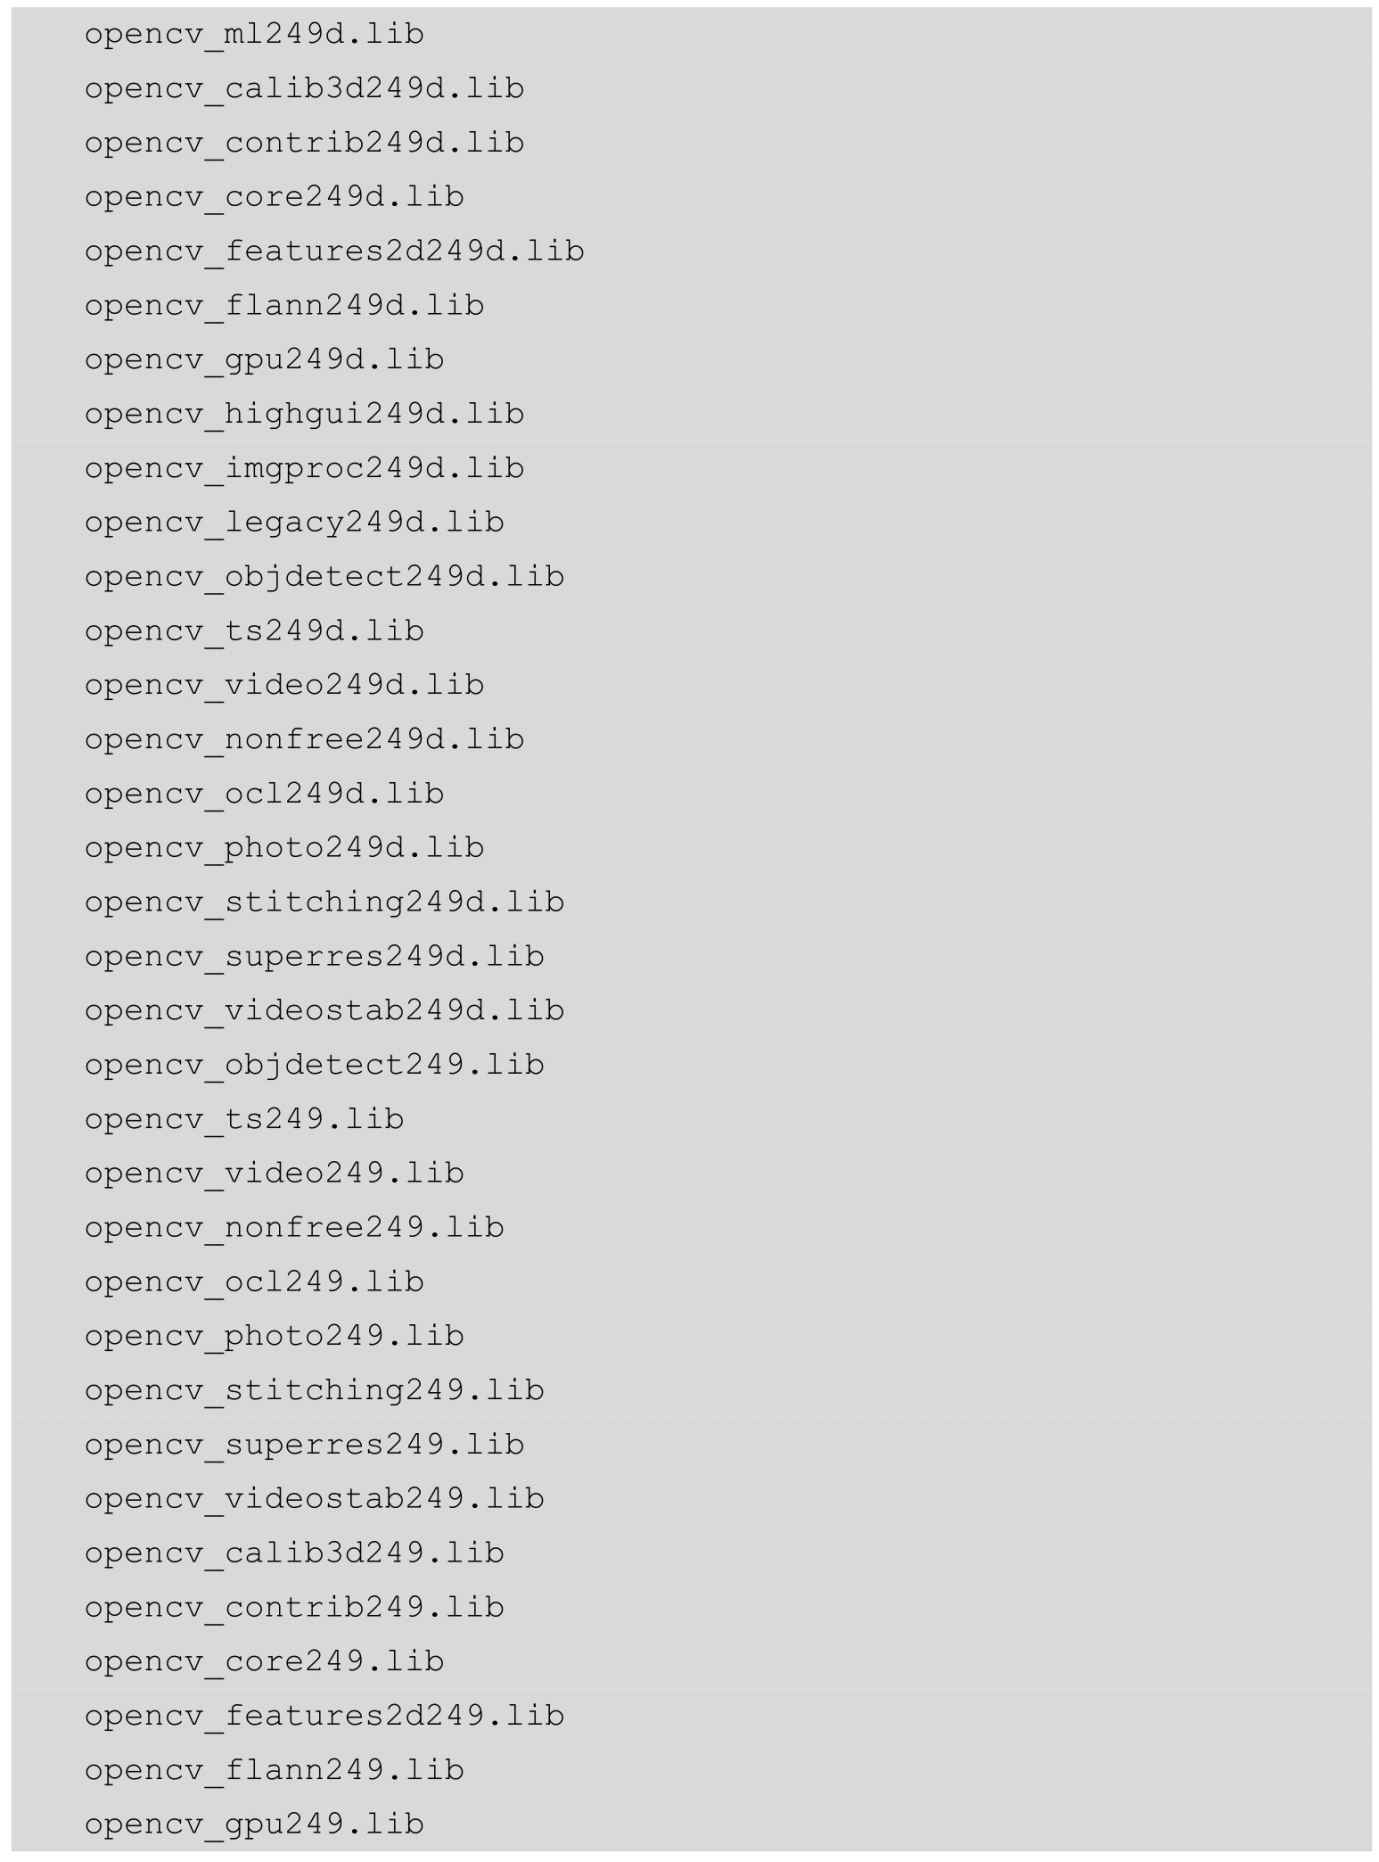 opencv_ml249d.lib
opencv_calib3d249d.lib
opencv_contrib249d.lib
opencv_core249d.lib
opencv_features2d249d.lib
opencv_flann249d.lib
opencv_gpu249d.lib
opencv_highgui249d.lib
opencv_imgproc249d.lib
opencv_legacy249d.lib
opencv_objdetect249d.lib
opencv_ts249d.lib
opencv_video249d.lib
opencv_nonfree249d.lib
opencv_ocl249d.lib
opencv_photo249d.lib
opencv_stitching249d.lib
opencv_superres249d.lib
opencv_videostab249d.lib
opencv_objdetect249.lib
opencv_ts249.lib
opencv_video249.lib
opencv_nonfree249.lib
opencv_ocl249.lib
opencv_photo249.lib
opencv_stitching249.lib
opencv_superres249.lib
opencv_videostab249.lib
opencv_calib3d249.lib
opencv_contrib249.lib
opencv_core249.lib
opencv_features2d249.lib
opencv_flann249.lib
opencv_gpu249.lib